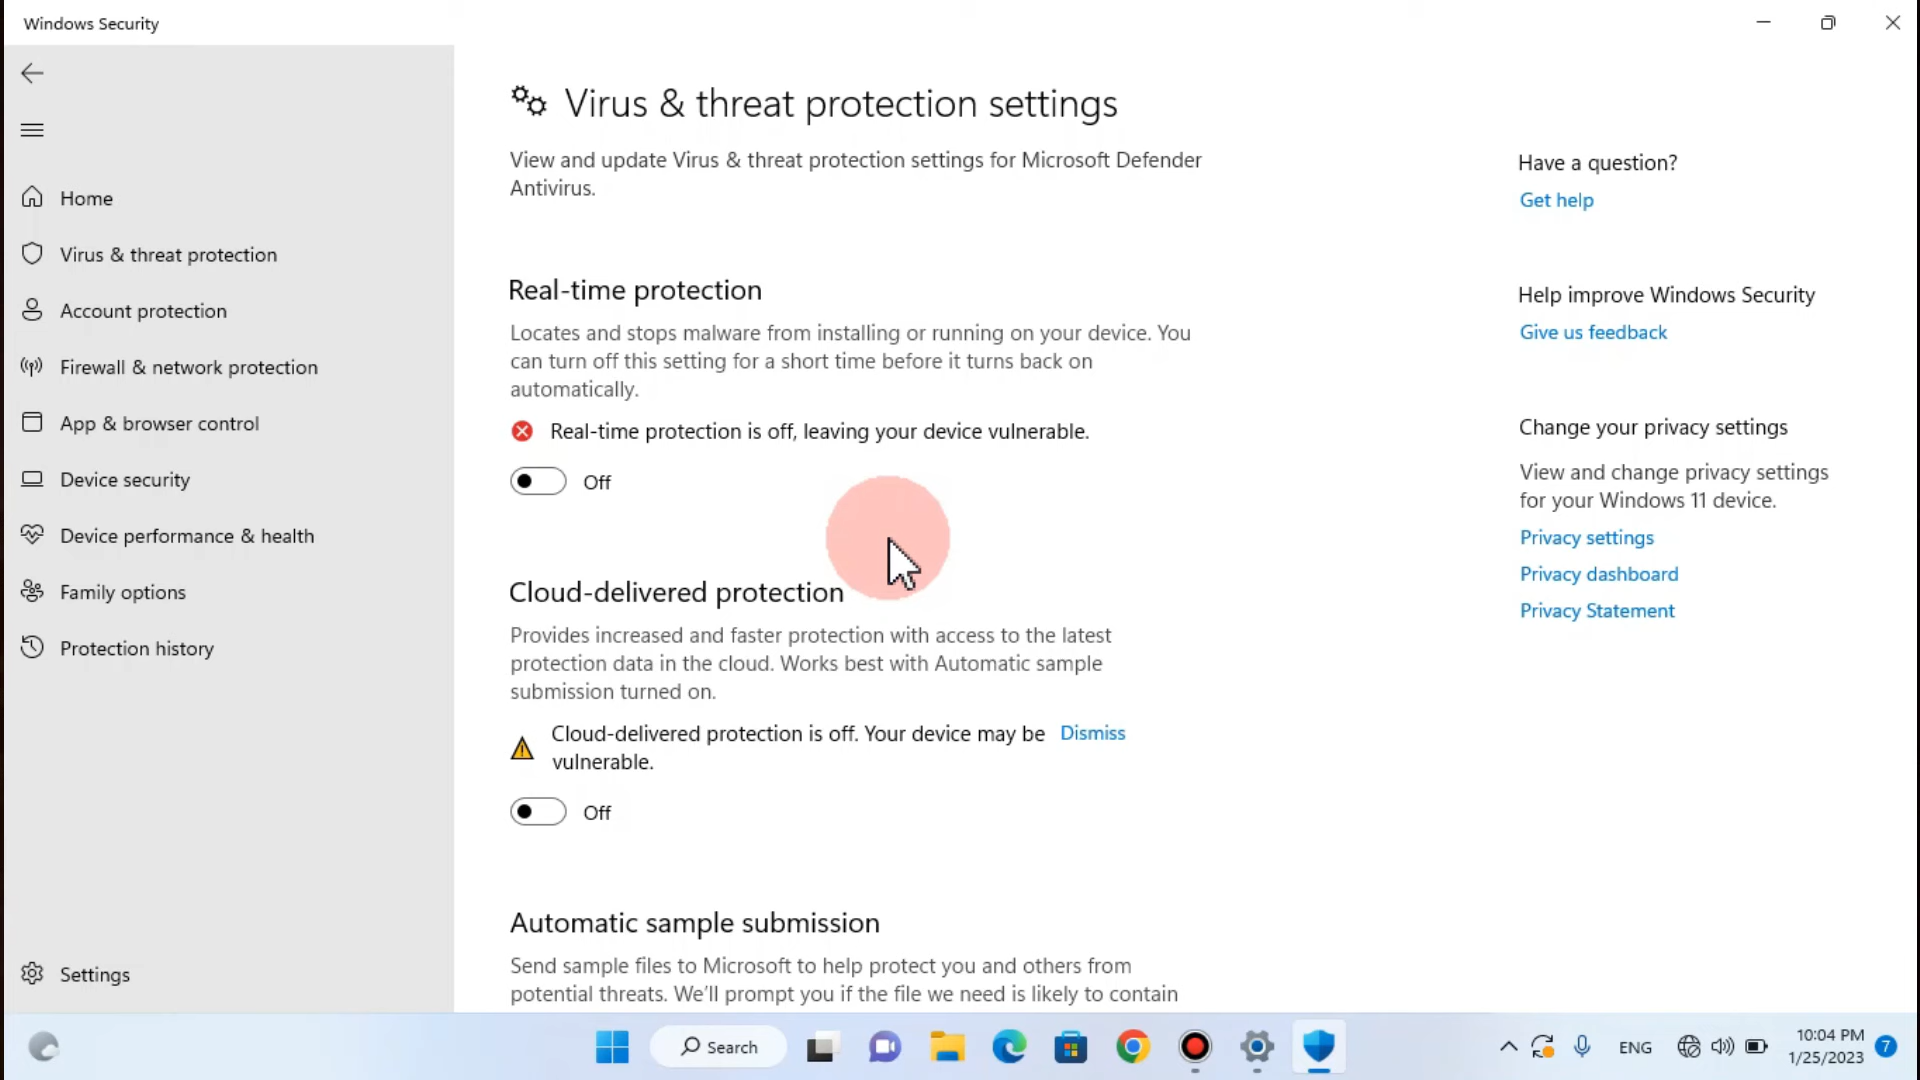 Windows Security
Home
Virus & threat protection
Account protection
Firewall & network protection
App & browser control
Device security
Device performance & health
Family options
Protection history
Settings
Virus & threat protection settings
View and update Virus & threat protection settings for Microsoft Defender
Antivirus.
Real-time protection
Locates and stops malware from installing or running on your device. You
can turn off this setting for a short time before it turns back on
automatically.
Real-time protection is off, leaving your device vulnerable.
Off
Cloud-delivered protection
Provides increased and faster protection with access to the latest
protection data in the cloud. Works best with Automatic sample
submission turned on.
Cloud-delivered protection is off. Your device may be Dismiss
vulnerable.
Off
Automatic sample submission
Send sample files to Microsoft to help protect you and others from
potential threats. We'll prompt you if the file we need is likely to contain
Have a question?
Get help
Help improve Windows Security
Give us feedback
Change your privacy settings
View and change privacy settings
for your Windows 11 device.
Privacy settings
Privacy dashboard
Privacy Statement
Search
ENG
10:04 PM
1/25/2023
7